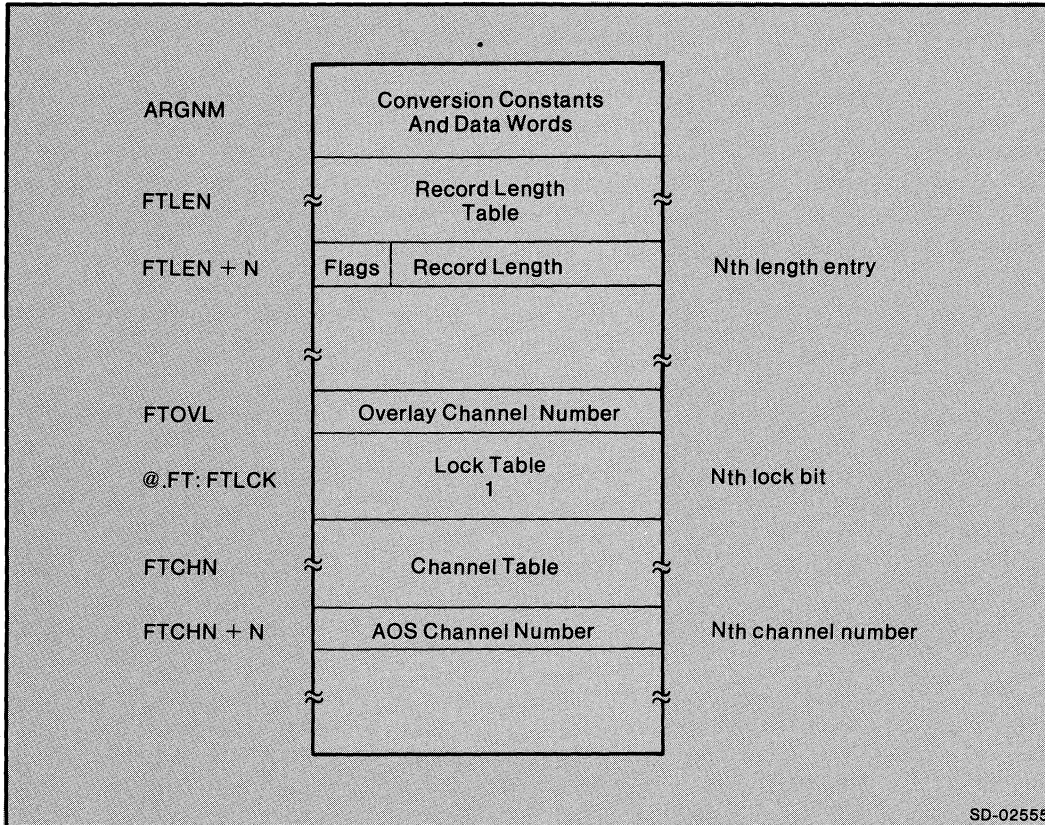 ARGNM
Conversion Constants
And Data Words
FTLEN
Record Length
Table
FTLEN + N
Flags
Record Length
Nth length entry
FTOVL
Overlay Channel Number
@.FT: FTLCK
Lock Table
1
Nth lock bit
FTCHN
Channel Table
FTCHN + N
AOS Channel Number
Nth channel number
SD-02555